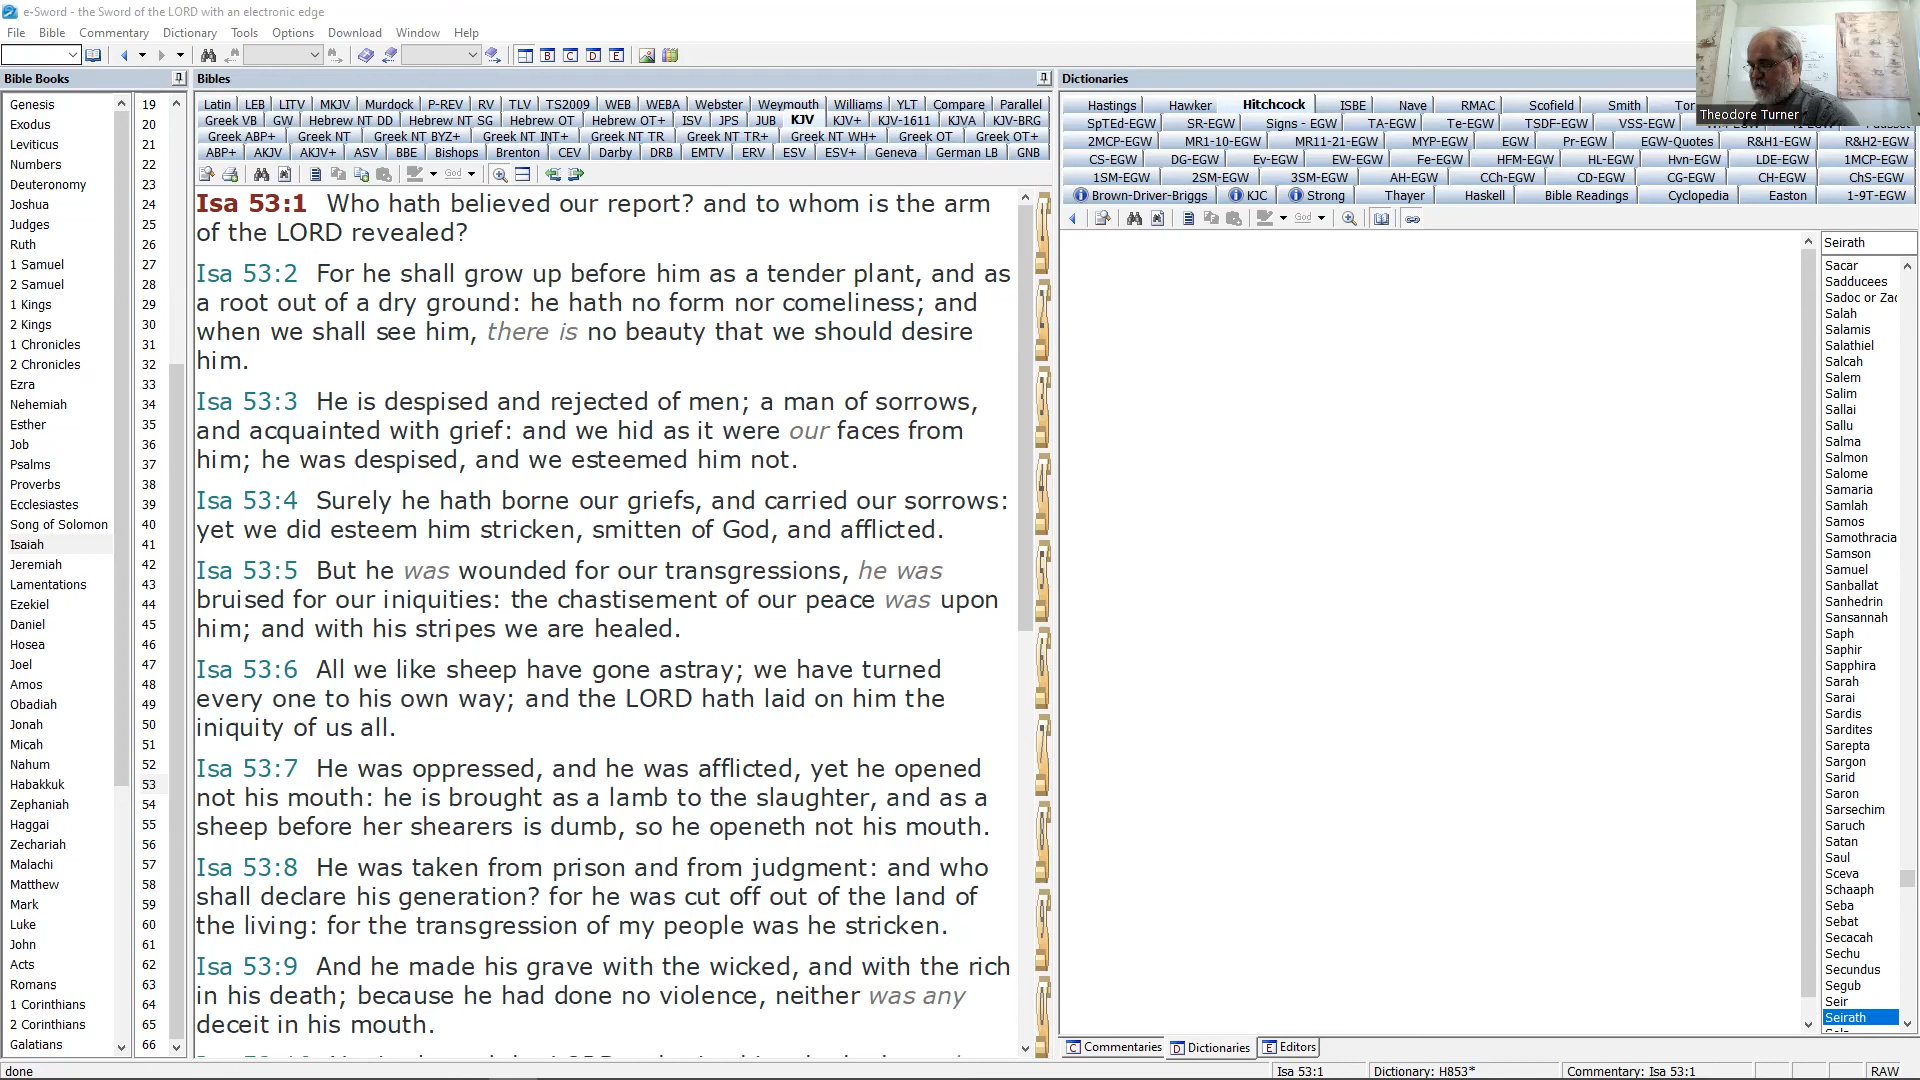 e-Sword - the Sword of the LORD with an electronic edge
File Bible Commentary Dictionary Tools Options Download Window Help
Bible Books
Genesis
Exodus
Leviticus
Numbers
Deuteronomy
Joshua
Judges
Ruth
1 Samuel
2 Samuel
1 Kings
2 Kings
1 Chronicles
2 Chronicles
Ezra
Nehemiah
Esther
Job
Psalms
Proverbs
Ecclesiastes
Song of Solomon
Isaiah
Jeremiah
Lamentations
Ezekiel
Daniel
Hosea
Joel
Amos
Obadiah
Jonah
Micah
Nahum
Habakkuk
Zephaniah
Haggai
Zechariah
Malachi
Matthew
Mark
Luke
John
Acts
Romans
1 Corinthians
2 Corinthians
Galatians
19
20
21
22
23
24
25
26
27
28
29
30
31
32
33
34
35
36
37
38
39
40
41
42
43
44
45
46
47
48
49
50
51
52
53
54
55
56
57
58
59
60
61
62
63
64
65
66
Bibles
Latin LEB LITV MKJV Murdock P-REV RV TLV TS2009 WEB WEBA Webster Weymouth Williams YLT Compare Parallel
Greek VB GW Hebrew NT DD Hebrew NT SG Hebrew OT Hebrew OT+ ISV JPS JUB KJV KJV+ KJV-1611 KJVA KJV-BRG
Greek ABP+ Greek NT Greek NT BYZ+ Greek NT INT+ Greek NT TR Greek NT TR+ Greek NT WH+ Greek OT Greek OT+
ABP+ AKJV AKJV+ ASV BBE Bishops Brenton CEV Darby DRB EMTV ERV ESV ESV+ Geneva German LB GNB
God
Isa 53:1 Who hath believed our report? and to whom is the arm
of the LORD revealed?
Isa 53:2 For he shall grow up before him as a tender plant, and as
a root out of a dry ground: he hath no form nor comeliness; and
when we shall see him, there is no beauty that we should desire
him.
Isa 53:3 He is despised and rejected of men; a man of sorrows,
and acquainted with grief: and we hid as it were our faces from
him; he was despised, and we esteemed him not.
Isa 53:4 Surely he hath borne our griefs, and carried our sorrows:
yet we did esteem him stricken, smitten of God, and afflicted.
Isa 53:5 But he was wounded for our transgressions, he was
bruised for our iniquities: the chastisement of our peace was upon
him; and with his stripes we are healed.
Isa 53:6 All we like sheep have gone astray; we have turned
every one to his own way; and the LORD hath laid on him the
iniquity of us all.
Isa 53:7 He was oppressed, and he was afflicted, yet he opened
not his mouth: he is brought as a lamb to the slaughter, and as a
sheep before her shearers is dumb, so he openeth not his mouth.
Isa 53:8 He was taken from prison and from judgment: and who
shall declare his generation? for he was cut off out of the land of
the living: for the transgression of my people was he stricken.
Isa 53:9 And he made his grave with the wicked, and with the rich
in his death; because he had done no violence, neither was any
deceit in his mouth.
Dictionaries
Hastings Hawker Hitchcock ISBE Nave RMAC Scofield Smith
SpTEd-EGW SR-EGW Signs - EGW TA-EGW Te-EGW TSDF-EGW VSS-EGW
2MCP-EGW MR1-10-EGW MR11-21-EGW MYP-EGW EGW Pr-EGW EGW-Quotes R&H1-EGW R&H2-EGW
CS-EGW DG-EGW Ev-EGW EW-EGW Fe-EGW HFM-EGW HL-EGW Hvn-EGW LDE-EGW 1MCP-EGW
1SM-EGW 2SM-EGW 3SM-EGW AH-EGW CCh-EGW CD-EGW CG-EGW CH-EGW ChS-EGW
Brown-Driver-Briggs KJC Strong Thayer Haskell Bible Readings Cyclopedia Easton 1-9T-EGW
God
Theodore Turner
Seirath
Sacar
Sadducees
Sadoc or Zad
Salah
Salamis
Salathiel
Salcah
Salem
Salim
Sallai
Sallu
Salma
Salmon
Salome
Samaria
Samlah
Samos
Samothracia
Samson
Samuel
Sanballat
Sanhedrin
Sansannah
Saph
Saphir
Sapphira
Sarah
Sarai
Sardis
Sardites
Sarepta
Sargon
Sarid
Saron
Sarsechim
Saruch
Satan
Saul
Sceva
Schaaph
Seba
Sebat
Secacah
Sechu
Secundus
Segub
Seir
Seirath
Commentaries Dictionaries Editors
done Isa 53:1 Dictionary: H853* Commentary: Isa 53:1 RAW